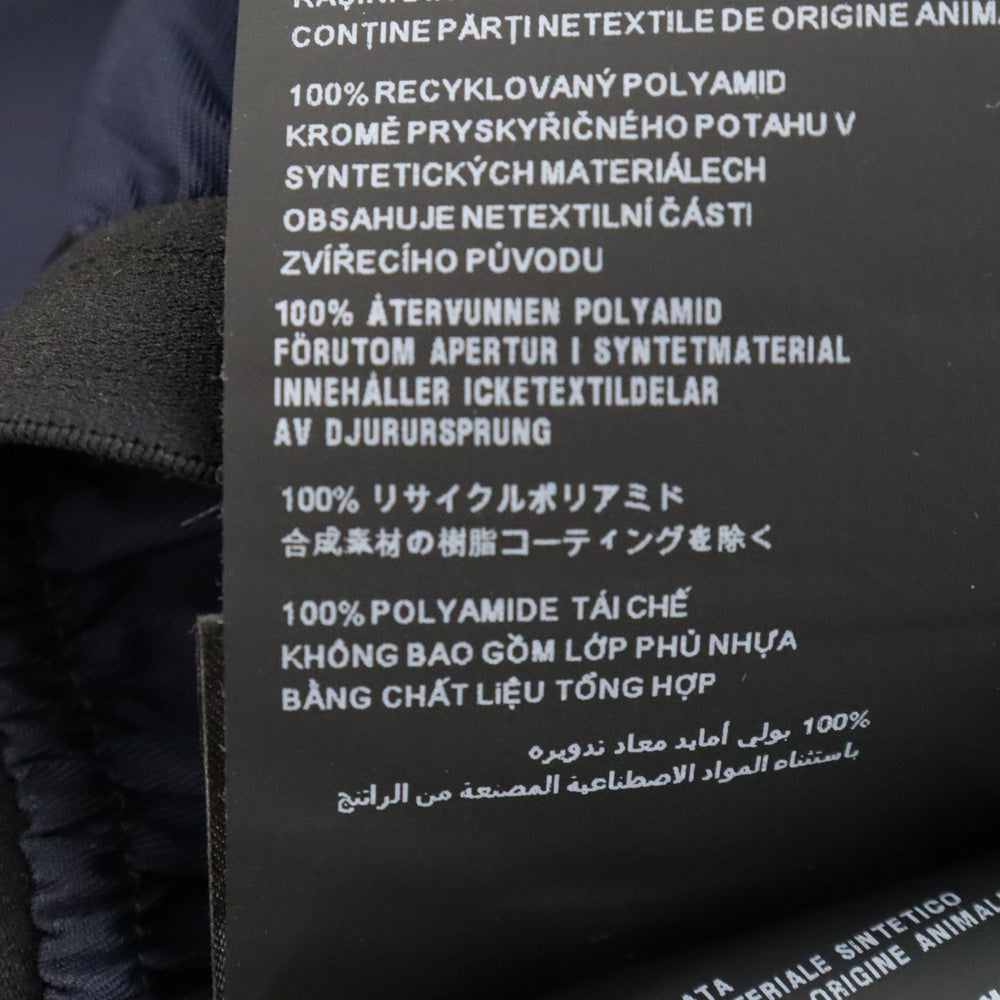 CONȚINE PĂRȚI NETEXTILE DE ORIGINE ANIM
100% RECYKLOVANÝ POLYAMID
KROMĚ PRYSKYŘIČNÉHO POTAHU V
SYNTETICKÝCH MATERIÁLECH
OBSAHUJE NETEXTILNÍ ČÁSTI
ZVÍŘECÍHO PŮVODU
100% ÅTERVUNNEN POLYAMID
FÖRUTOM APERTUR I SYNTETMATERIAL
INNEHÅLLER ICKETEXTILDELAR
AV DJURURSPRUNG
100% リサイクルポリアミド
合成素材の樹脂コーティングを除く
100% POLYAMIDE TÁI CHẾ
KHÔNG BAO GỒM LỚP PHỦ NHỰA
BẰNG CHẤT LiỆU TỔNG HỢP
100% بولي أمايد معاد ندويره
باستثناء المواد الاصطناعية المصنعة من الراتنج
ATA
ERIALE SINTETICO
ORIGINE ANIMAL